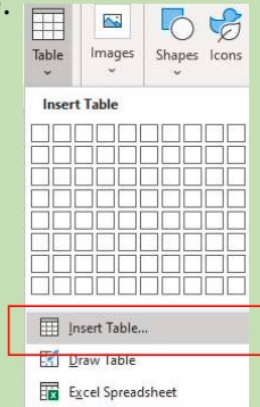 Table Images Shapes Icons
Insert Table
Insert Table...
Draw Table
Excel Spreadsheet